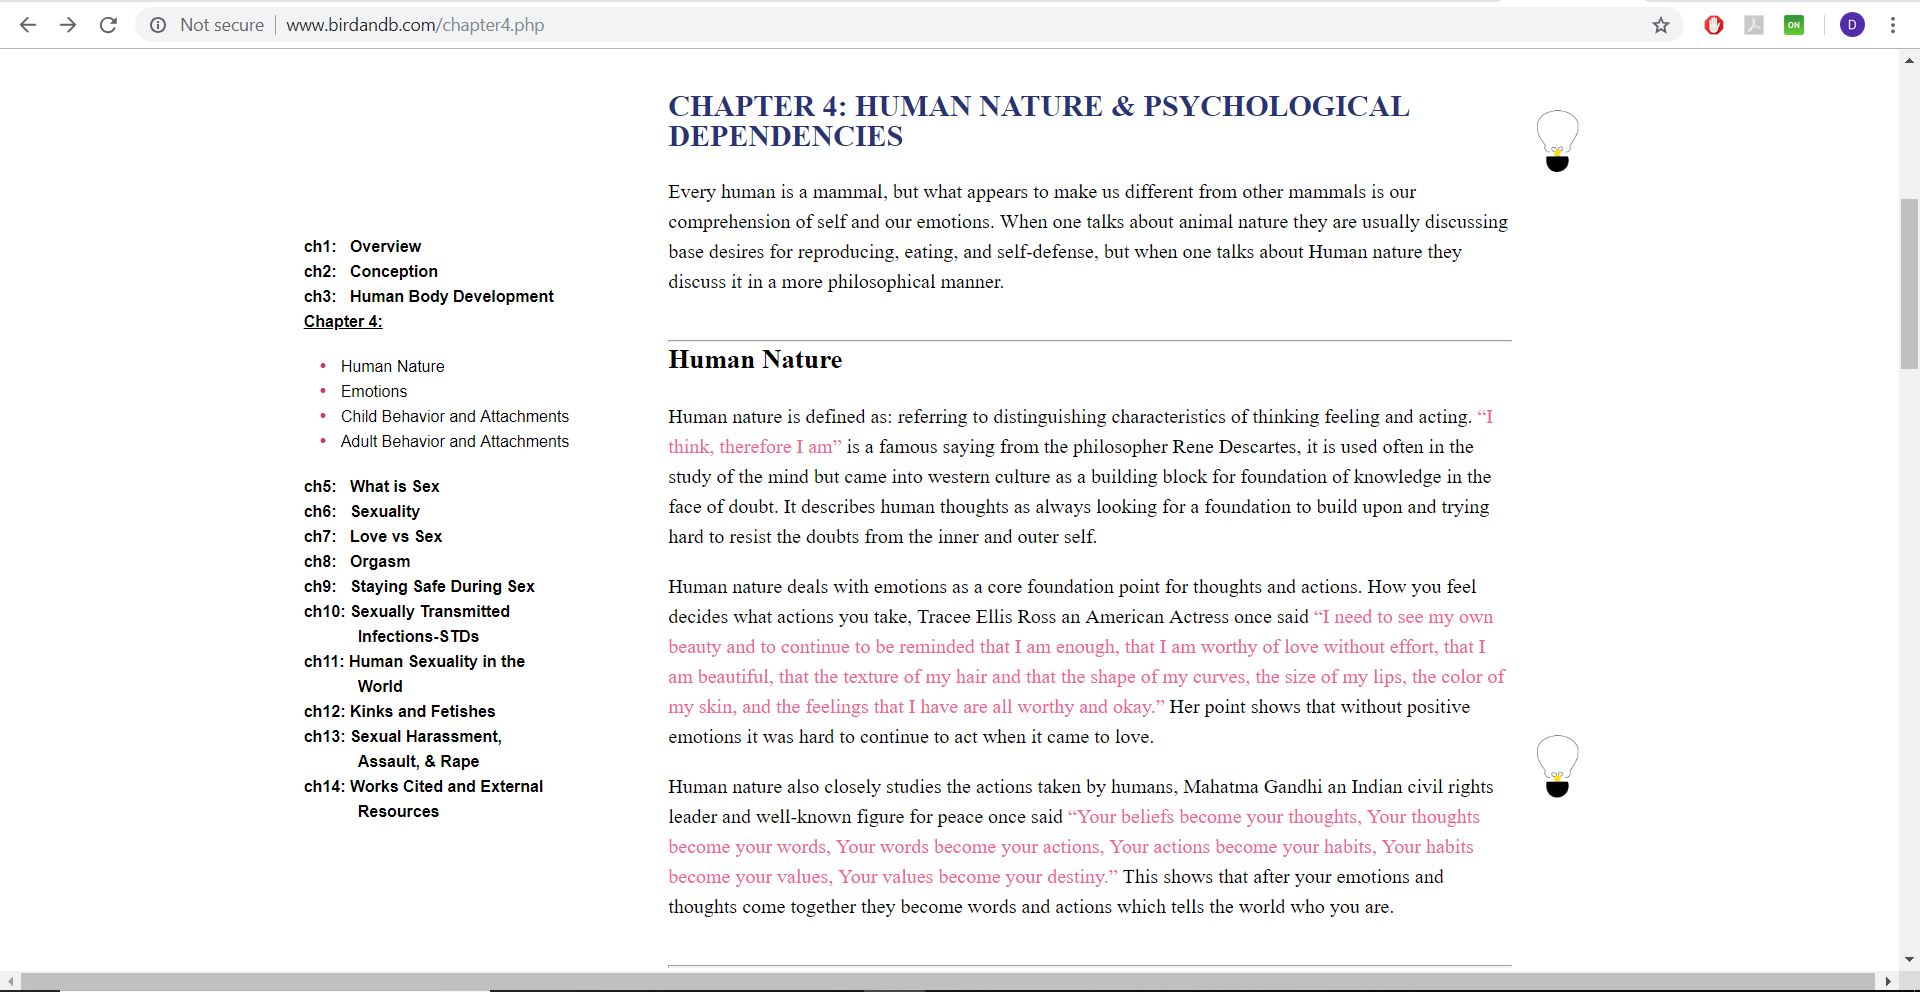 Not secure
www.birdandb.com/chapter4.php
ON
D
CHAPTER 4: HUMAN NATURE & PSYCHOLOGICAL
DEPENDENCIES
Every human is a mammal, but what appears to make us different from other mammals is our
comprehension of self and our emotions. When one talks about animal nature they are usually discussing
base desires for reproducing, eating, and self-defense, but when one talks about Human nature they
discuss it in a more philosophical manner.
ch1: Overview
ch2: Conception
ch3: Human Body Development
Chapter 4:
• Human Nature
• Emotions
• Child Behavior and Attachments
• Adult Behavior and Attachments
ch5: What is Sex
ch6: Sexuality
ch7: Love vs Sex
ch8: Orgasm
ch9: Staying Safe During Sex
ch10: Sexually Transmitted
Infections-STDs
ch11: Human Sexuality in the
World
ch12: Kinks and Fetishes
ch13: Sexual Harassment,
Assault, & Rape
ch14: Works Cited and External
Resources
Human Nature
Human nature is defined as: referring to distinguishing characteristics of thinking feeling and acting. “I
think, therefore I am” is a famous saying from the philosopher Rene Descartes, it is used often in the
study of the mind but came into western culture as a building block for foundation of knowledge in the
face of doubt. It describes human thoughts as always looking for a foundation to build upon and trying
hard to resist the doubts from the inner and outer self.
Human nature deals with emotions as a core foundation point for thoughts and actions. How you feel
decides what actions you take, Tracee Ellis Ross an American Actress once said “I need to see my own
beauty and to continue to be reminded that I am enough, that I am worthy of love without effort, that I
am beautiful, that the texture of my hair and that the shape of my curves, the size of my lips, the color of
my skin, and the feelings that I have are all worthy and okay.” Her point shows that without positive
emotions it was hard to continue to act when it came to love.
Human nature also closely studies the actions taken by humans, Mahatma Gandhi an Indian civil rights
leader and well-known figure for peace once said “Your beliefs become your thoughts, Your thoughts
become your words, Your words become your actions, Your actions become your habits, Your habits
become your values, Your values become your destiny.” This shows that after your emotions and
thoughts come together they become words and actions which tells the world who you are.